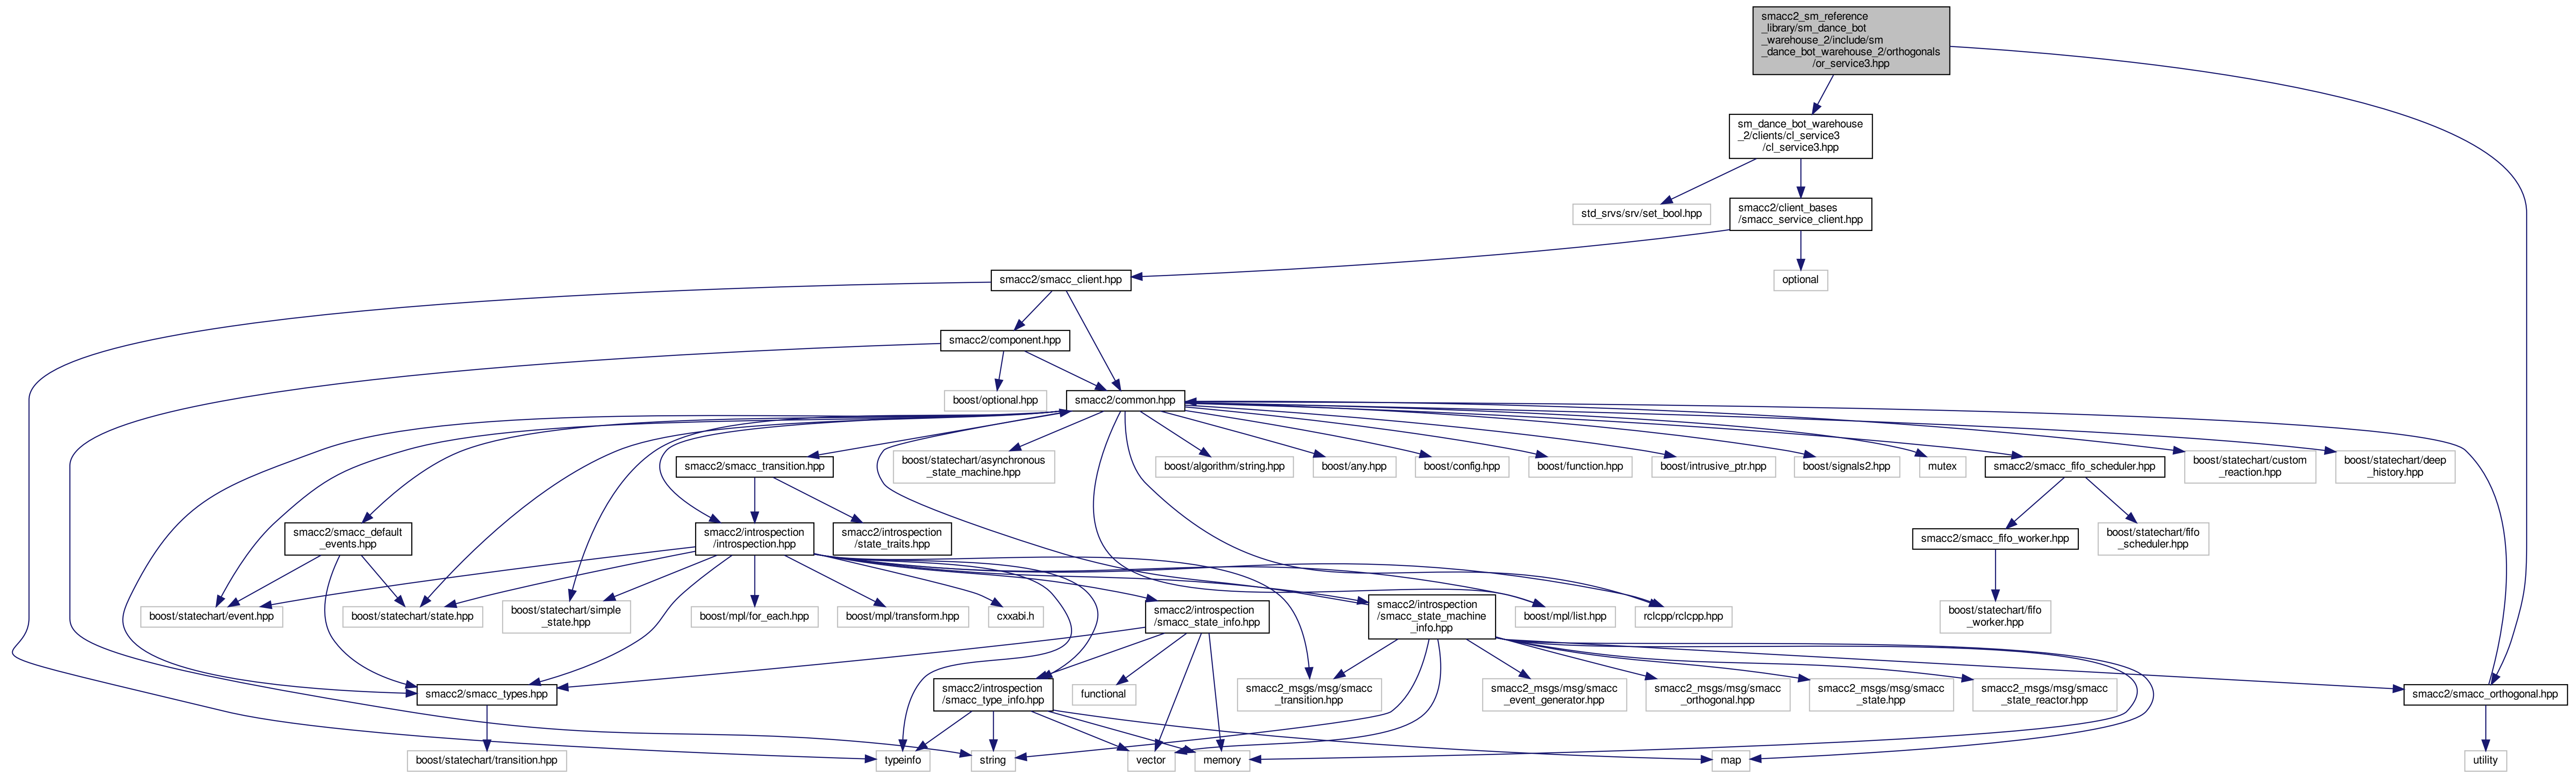 smacc2_sm_reference
_library/sm_dance_bot
_warehouse_2/include/sm
_dance_bot_warehouse_2/orthogonals
/or_service3.hpp
sm_dance_bot_warehouse
_2/clients/cl_service3
/cl_service3.hpp
std_srvs/srv/set_bool.hpp
smacc2/client_bases
/smacc_service_client.hpp
smacc2/smacc_client.hpp
optional
smacc2/component.hpp
boost/optional.hpp
smacc2/common.hpp
smacc2/smacc_transition.hpp
boost/statechart/asynchronous
_state_machine.hpp
boost/algorithm/string.hpp
boost/any.hpp
boost/config.hpp
boost/function.hpp
boost/intrusive_ptr.hpp
boost/signals2.hpp
mutex
smacc2/smacc_fifo_scheduler.hpp
boost/statechart/custom
_reaction.hpp
boost/statechart/deep
_history.hpp
smacc2/smacc_default
_events.hpp
smacc2/introspection
/introspection.hpp
smacc2/introspection
/state_traits.hpp
smacc2/smacc_fifo_worker.hpp
boost/statechart/fifo
_scheduler.hpp
boost/statechart/event.hpp
boost/statechart/state.hpp
boost/statechart/simple
_state.hpp
boost/mpl/for_each.hpp
boost/mpl/transform.hpp
cxxabi.h
smacc2/introspection
/smacc_state_info.hpp
smacc2/introspection
/smacc_state_machine
_info.hpp
boost/mpl/list.hpp
rclcpp/rclcpp.hpp
boost/statechart/fifo
_worker.hpp
smacc2/smacc_types.hpp
smacc2/introspection
/smacc_type_info.hpp
functional
smacc2_msgs/msg/smacc
_transition.hpp
smacc2_msgs/msg/smacc
_event_generator.hpp
smacc2_msgs/msg/smacc
_orthogonal.hpp
smacc2_msgs/msg/smacc
_state.hpp
smacc2_msgs/msg/smacc
_state_reactor.hpp
smacc2/smacc_orthogonal.hpp
boost/statechart/transition.hpp
typeinfo
string
vector
memory
map
utility